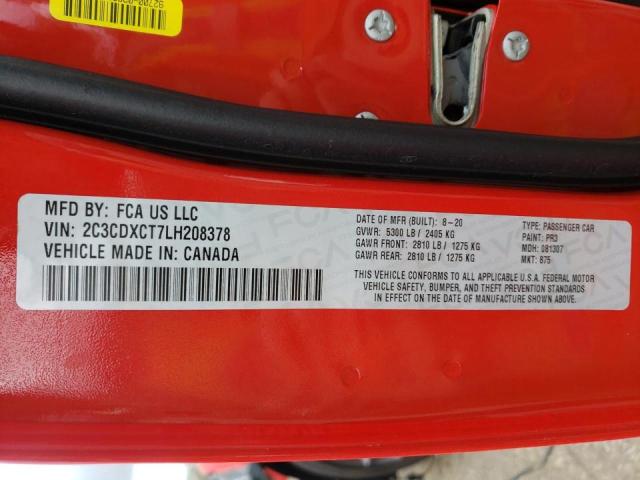 MFD BY: FCA US LLC
VIN: 2C3CDXCT7LH208378
VEHICLE MADE IN: CANADA
DATE OF MFR (BUILT): 8-20
GVWR: 5300 LB / 2405 KG
GAWR FRONT: 2810 LB / 1275 KG
GAWR REAR: 2810 LB / 1275 KG
TYPE: PASSENGER CAR
PAINT: PR3
MDH: 081307
MKT: 875
THIS VEHICLE CONFORMS TO ALL APPLICABLE U.S.A. FEDERAL MOTOR
VEHICLE SAFETY, BUMPER, AND THEFT PREVENTION STANDARDS
IN EFFECT ON THE DATE OF MANUFACTURE SHOWN ABOVE.